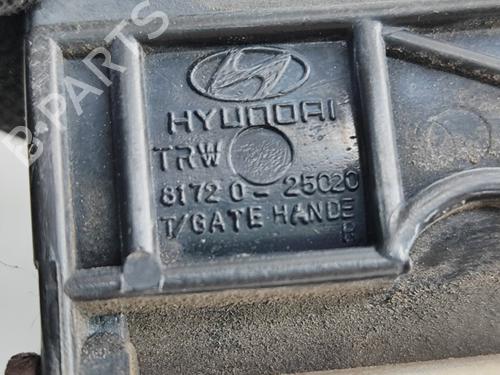 HYUNDAI
TRW
81720-25020
T/GATE HANDE
B-PARTS